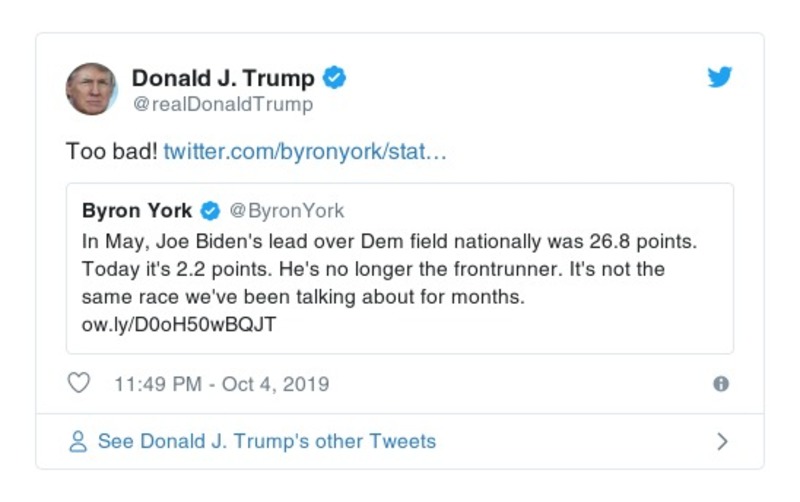 Donald J. Trump
@realDonaldTrump
Too bad! twitter.com/byronyork/stat…
Byron York @ByronYork
In May, Joe Biden's lead over Dem field nationally was 26.8 points.
Today it's 2.2 points. He's no longer the frontrunner. It's not the
same race we've been talking about for months.
ow.ly/D0oH50wBQJT
11:49 PM - Oct 4, 2019
See Donald J. Trump's other Tweets